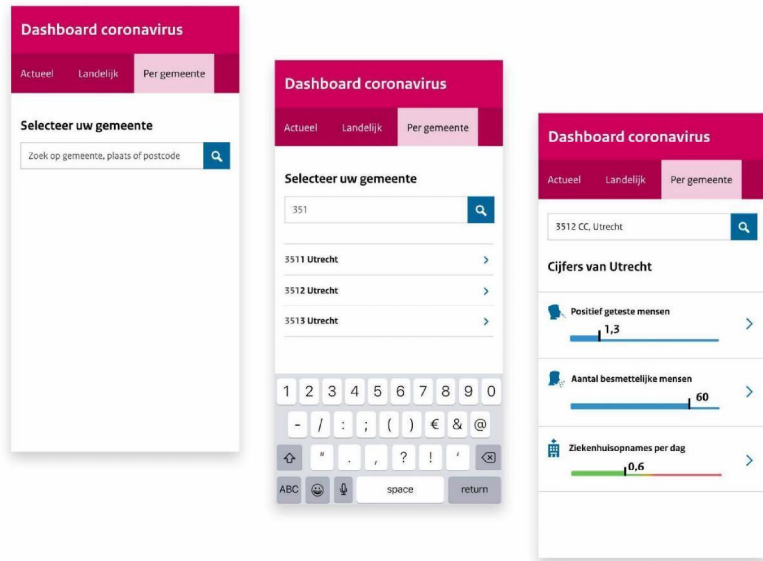 Dashboard coronavirus
Actueel Landelijk Per gemeente
Selecteer uw gemeente
Zoek op gemeente, plaats of postcode
Dashboard coronavirus
Actueel Landelijk Per gemeente
Selecteer uw gemeente
351
3511 Utrecht
3512 Utrecht
3513 Utrecht
1 2 3 4 5 6 7 8 9 0
- / : ; ( ) € & @
" . , ? ! '
ABC space return
Dashboard coronavirus
Actueel Landelijk Per gemeente
3512 CC, Utrecht
Cijfers van Utrecht
Positief geteste mensen
1,3
Aantal besmettelijke mensen
60
Ziekenhuisopnames per dag
0,6